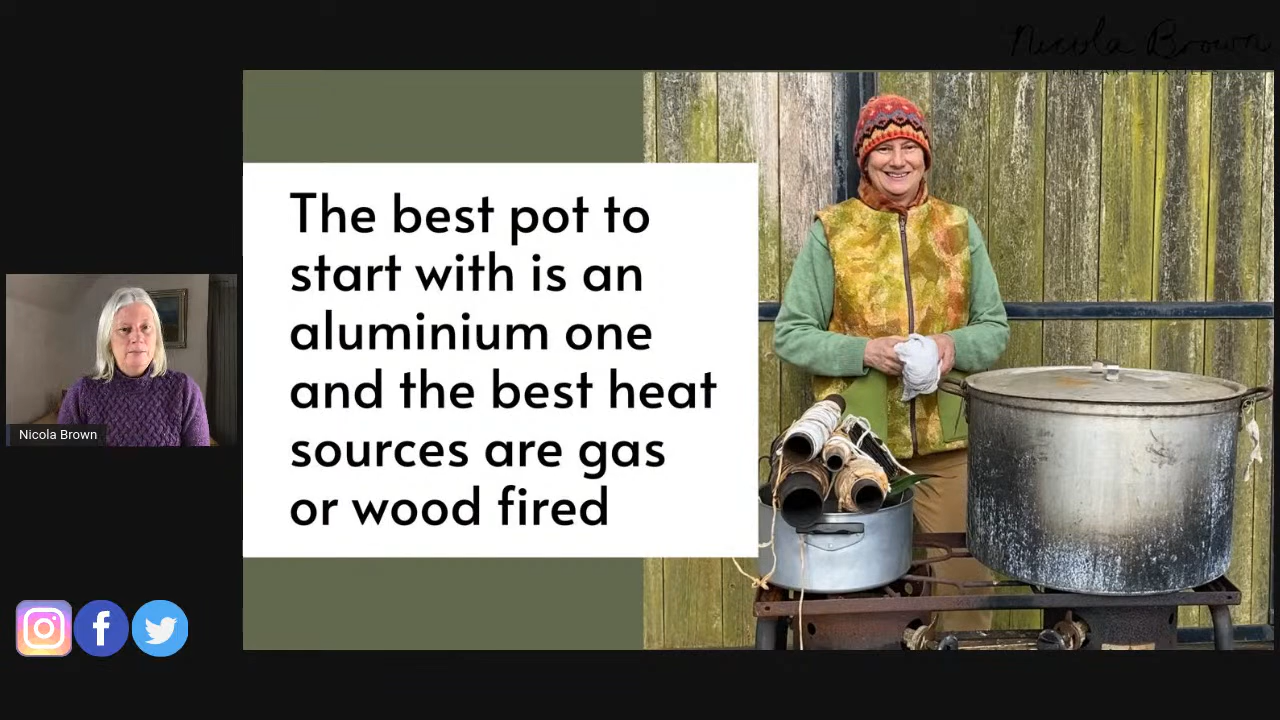 Nicola Brown
The best pot to
start with is an
aluminium one
and the best heat
sources are gas
or wood fired
Nicola Brown